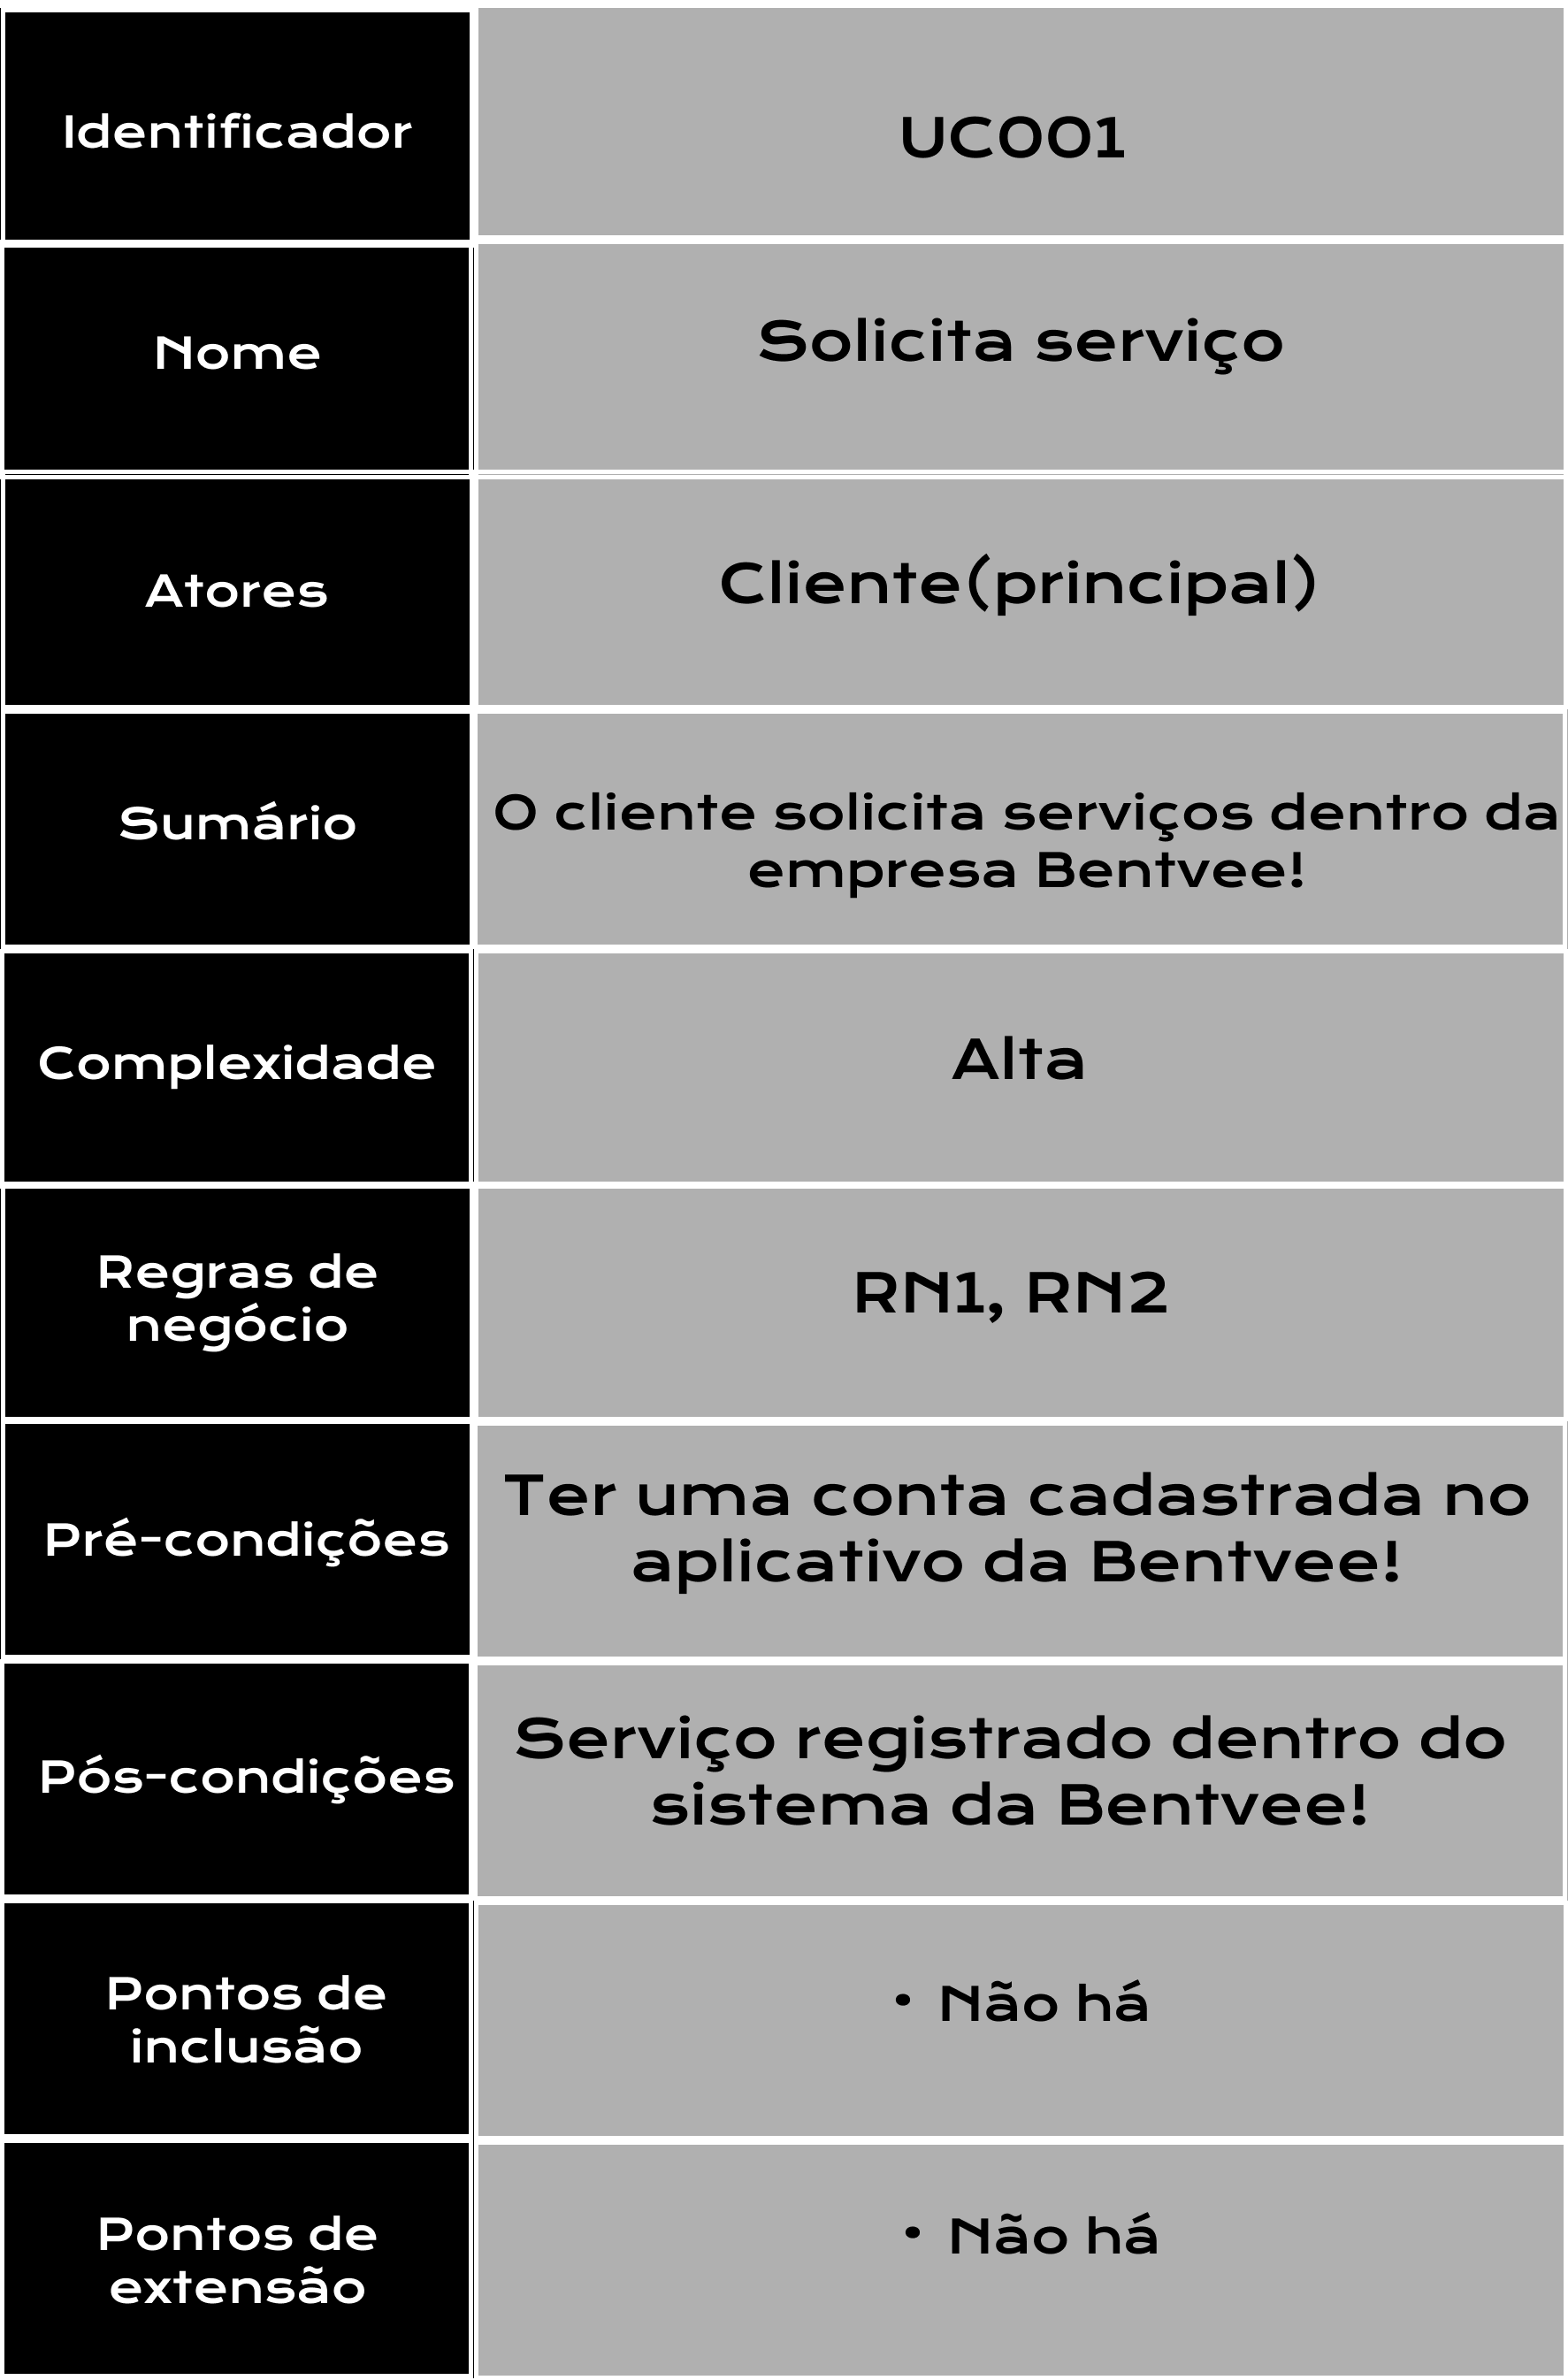 Identificador
UC001
Nome
Solicita serviço
Atores
Cliente(principal)
Sumário
O cliente solicita serviços dentro da
empresa Bentvee!
Complexidade
Alta
Regras de
negócio
RN1, RN2
Pré-condições
Ter uma conta cadastrada no
aplicativo da Bentvee!
Pós-condições
Serviço registrado dentro do
sistema da Bentvee!
Pontos de
inclusão
• Não há
Pontos de
extensão
• Não há